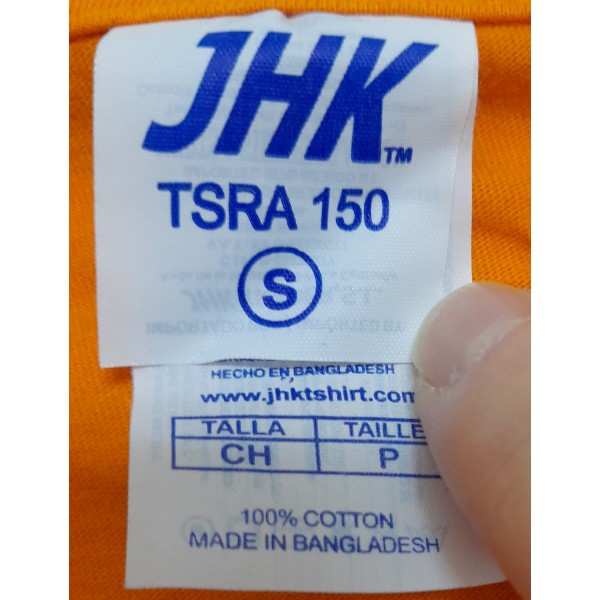 JHK™
TSRA 150
S
HECHO EN BANGLADESH
www.jhktshirt.com
TALLA TAILLE
CH P
100% COTTON
MADE IN BANGLADESH